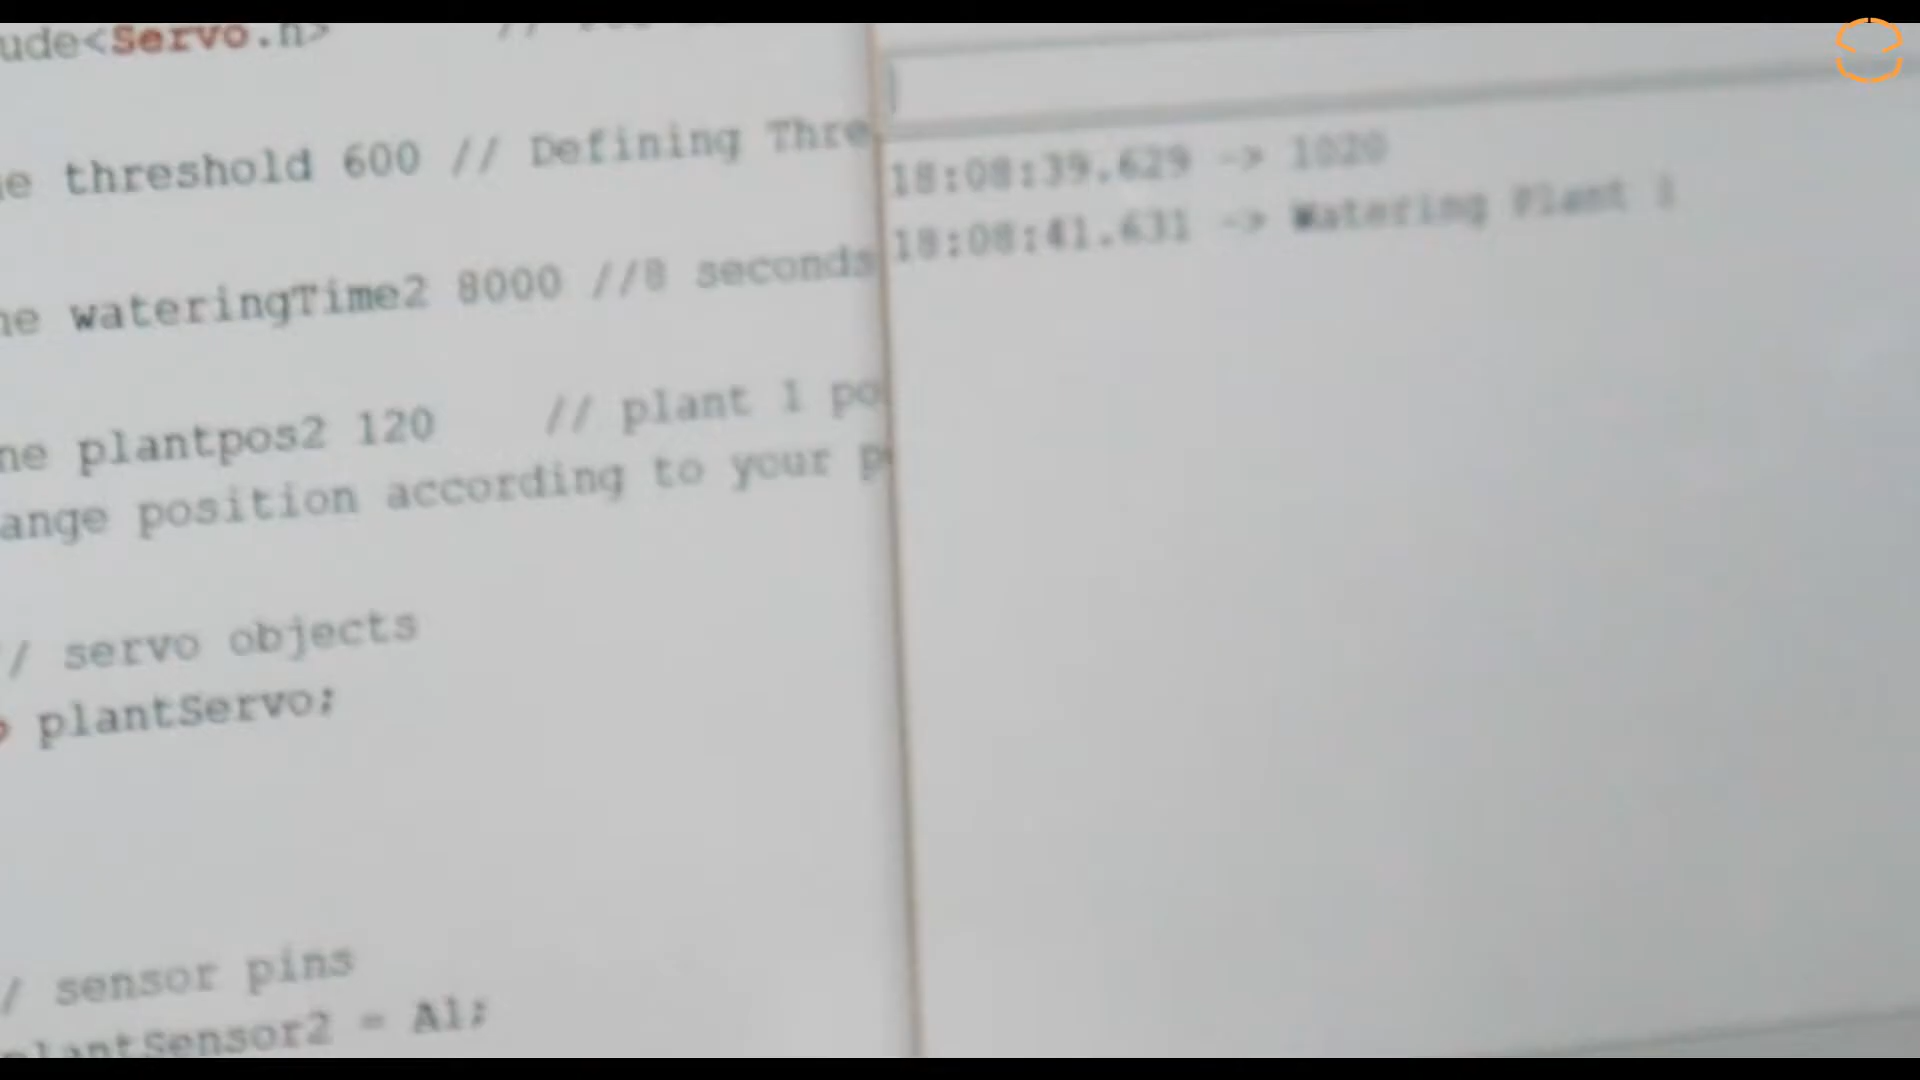 ude<Servo.h> //
ne threshold 600 // Defining Thre
ne wateringTime2 8000 //8 seconds
ne plantpos2 120 // plant 1 po
ange position according to your p
/ servo objects
o plantServo;
/ sensor pins
plantSensor2 = A1;
18:08:39.629 -> 1020
18:08:41.631 -> Watering Plant 1